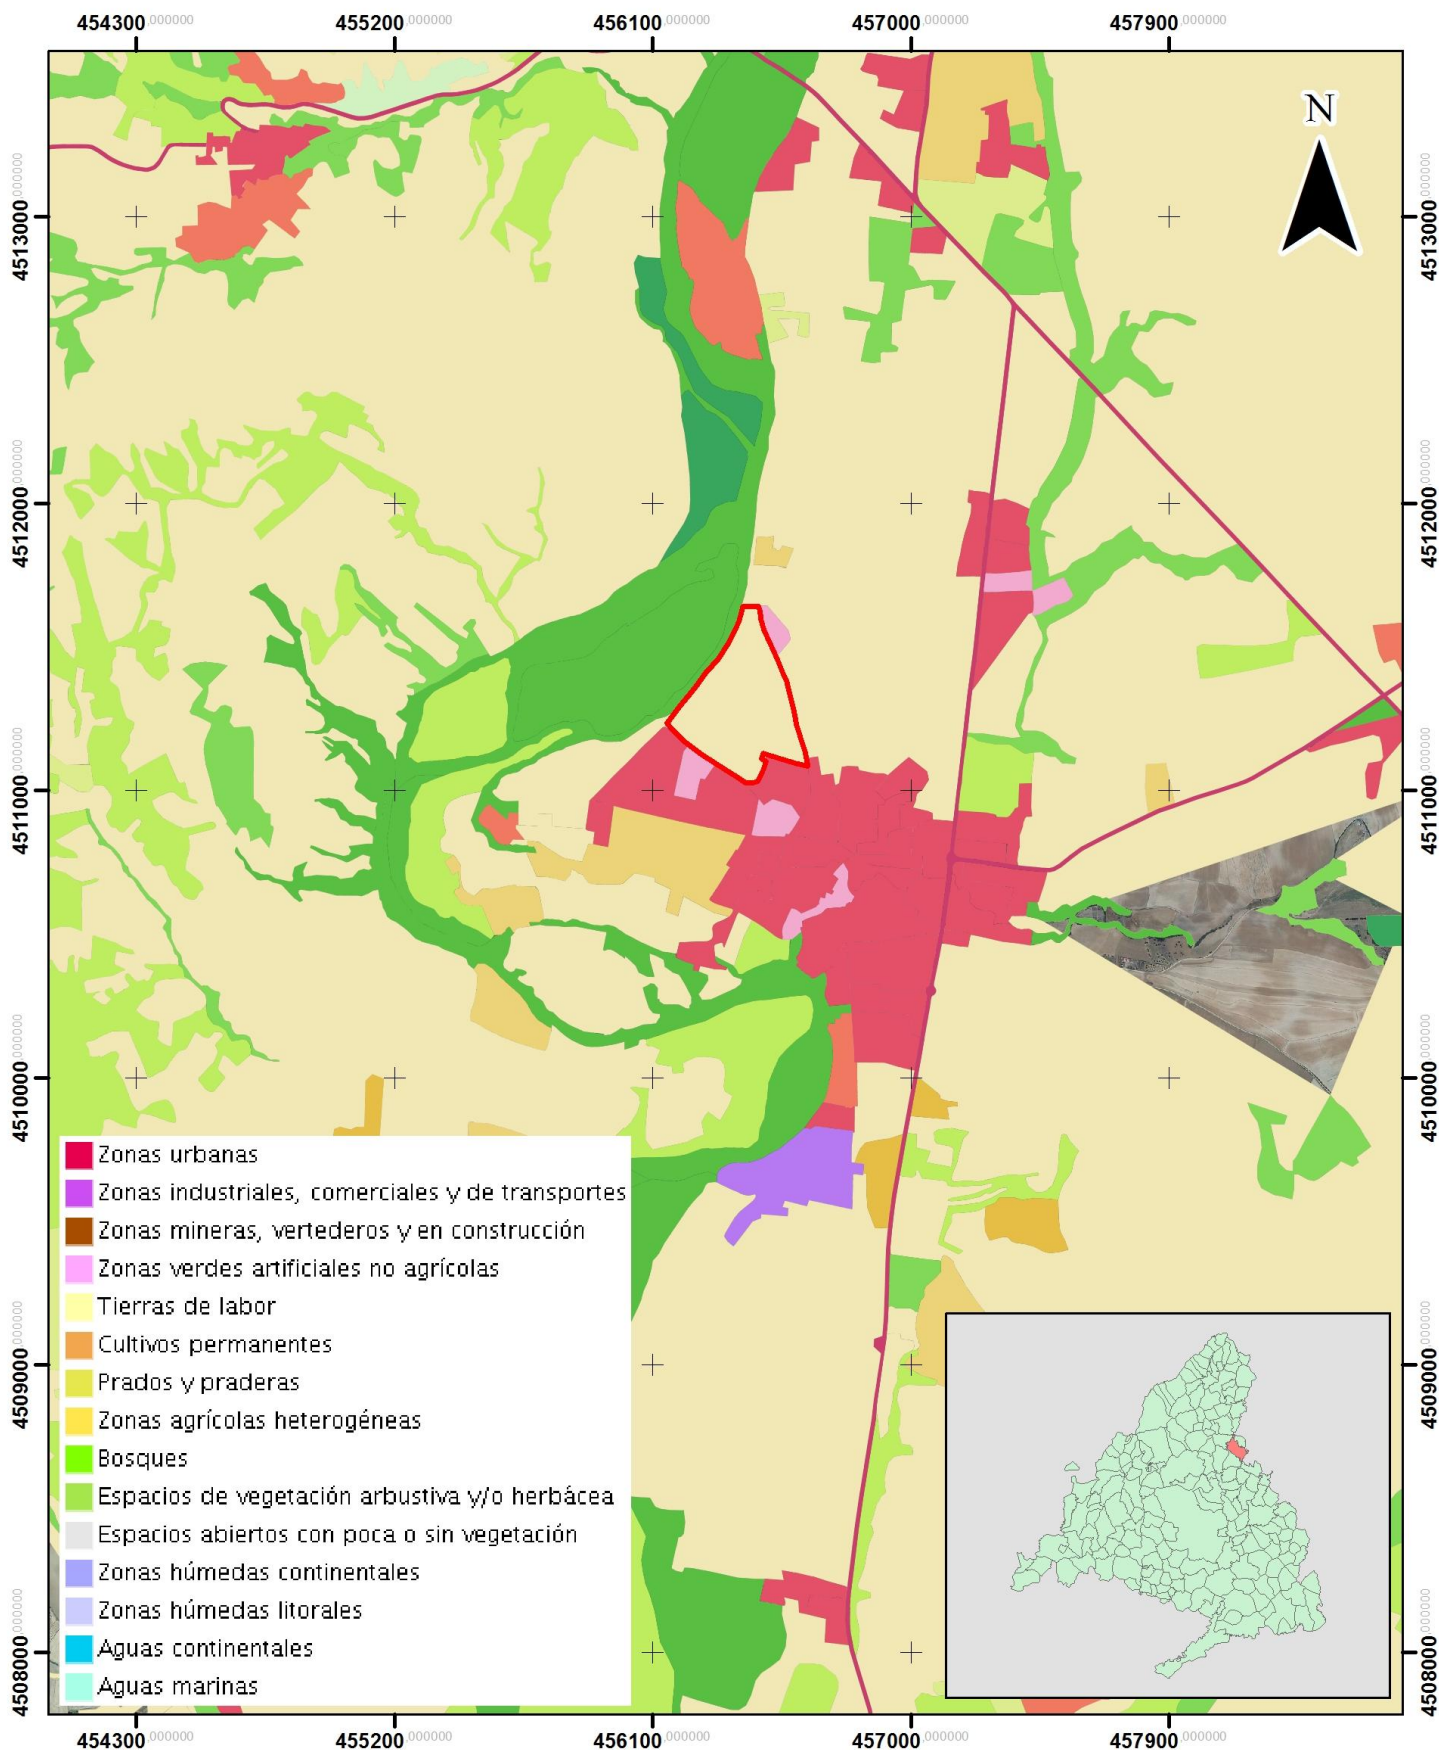 454300,000000 455200,000000 456100,000000 457000,000000 457900,000000
N
4513000,000000 4513000,000000
4512000,000000 4512000,000000
4511000,000000 4511000,000000
4510000,000000 4510000,000000
4509000,000000 4509000,000000
4508000,000000 4508000,000000
Zonas urbanas
Zonas industriales, comerciales y de transportes
Zonas mineras, vertederos y en construcción
Zonas verdes artificiales no agrícolas
Tierras de labor
Cultivos permanentes
Prados y praderas
Zonas agrícolas heterogéneas
Bosques
Espacios de vegetación arbustiva y/o herbácea
Espacios abiertos con poca o sin vegetación
Zonas húmedas continentales
Zonas húmedas litorales
Aguas continentales
Aguas marinas
454300,000000 455200,000000 456100,000000 457000,000000 457900,000000